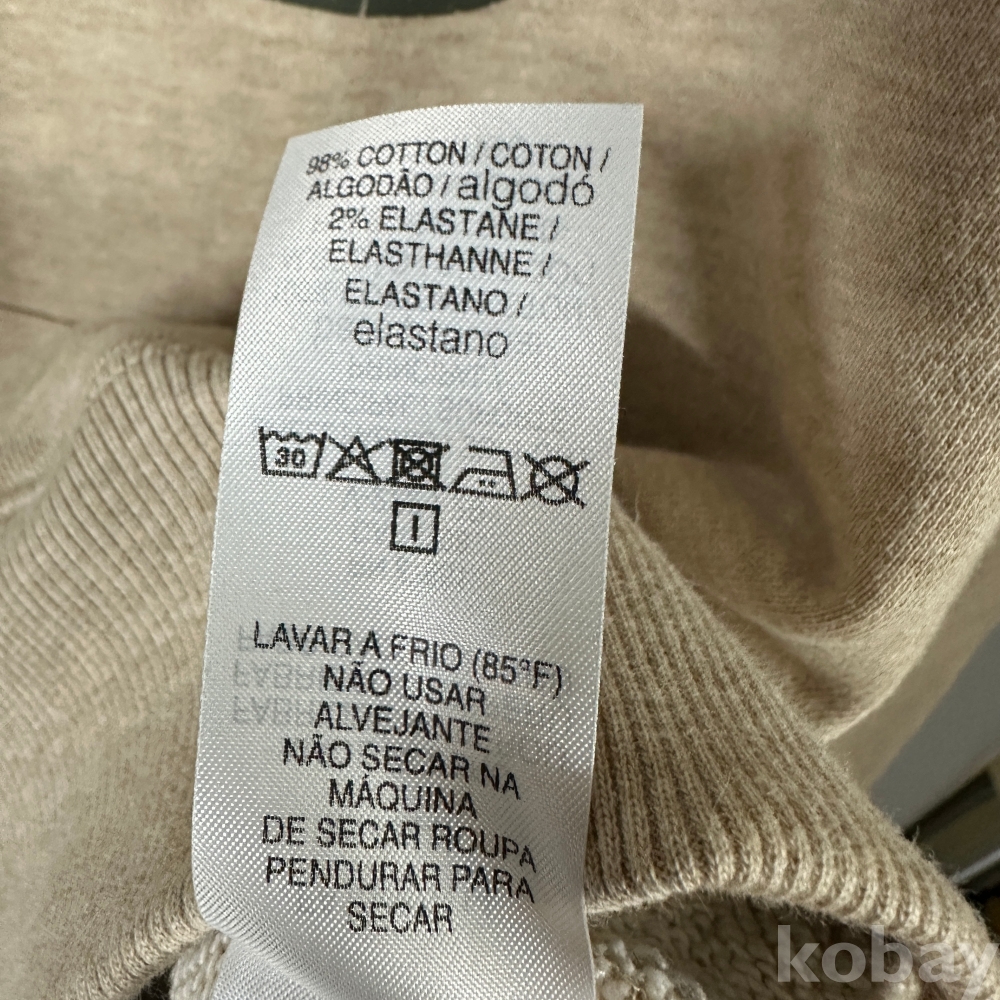 98% COTTON / COTON /
ALGODÃO / algodó
2% ELASTANE /
ELASTHANNE /
ELASTANO /
elastano
30
LAVAR A FRIO (85°F)
NÃO USAR
ALVEJANTE
NÃO SECAR NA
MÁQUINA
DE SECAR ROUPA
PENDURAR PARA
SECAR
kobay